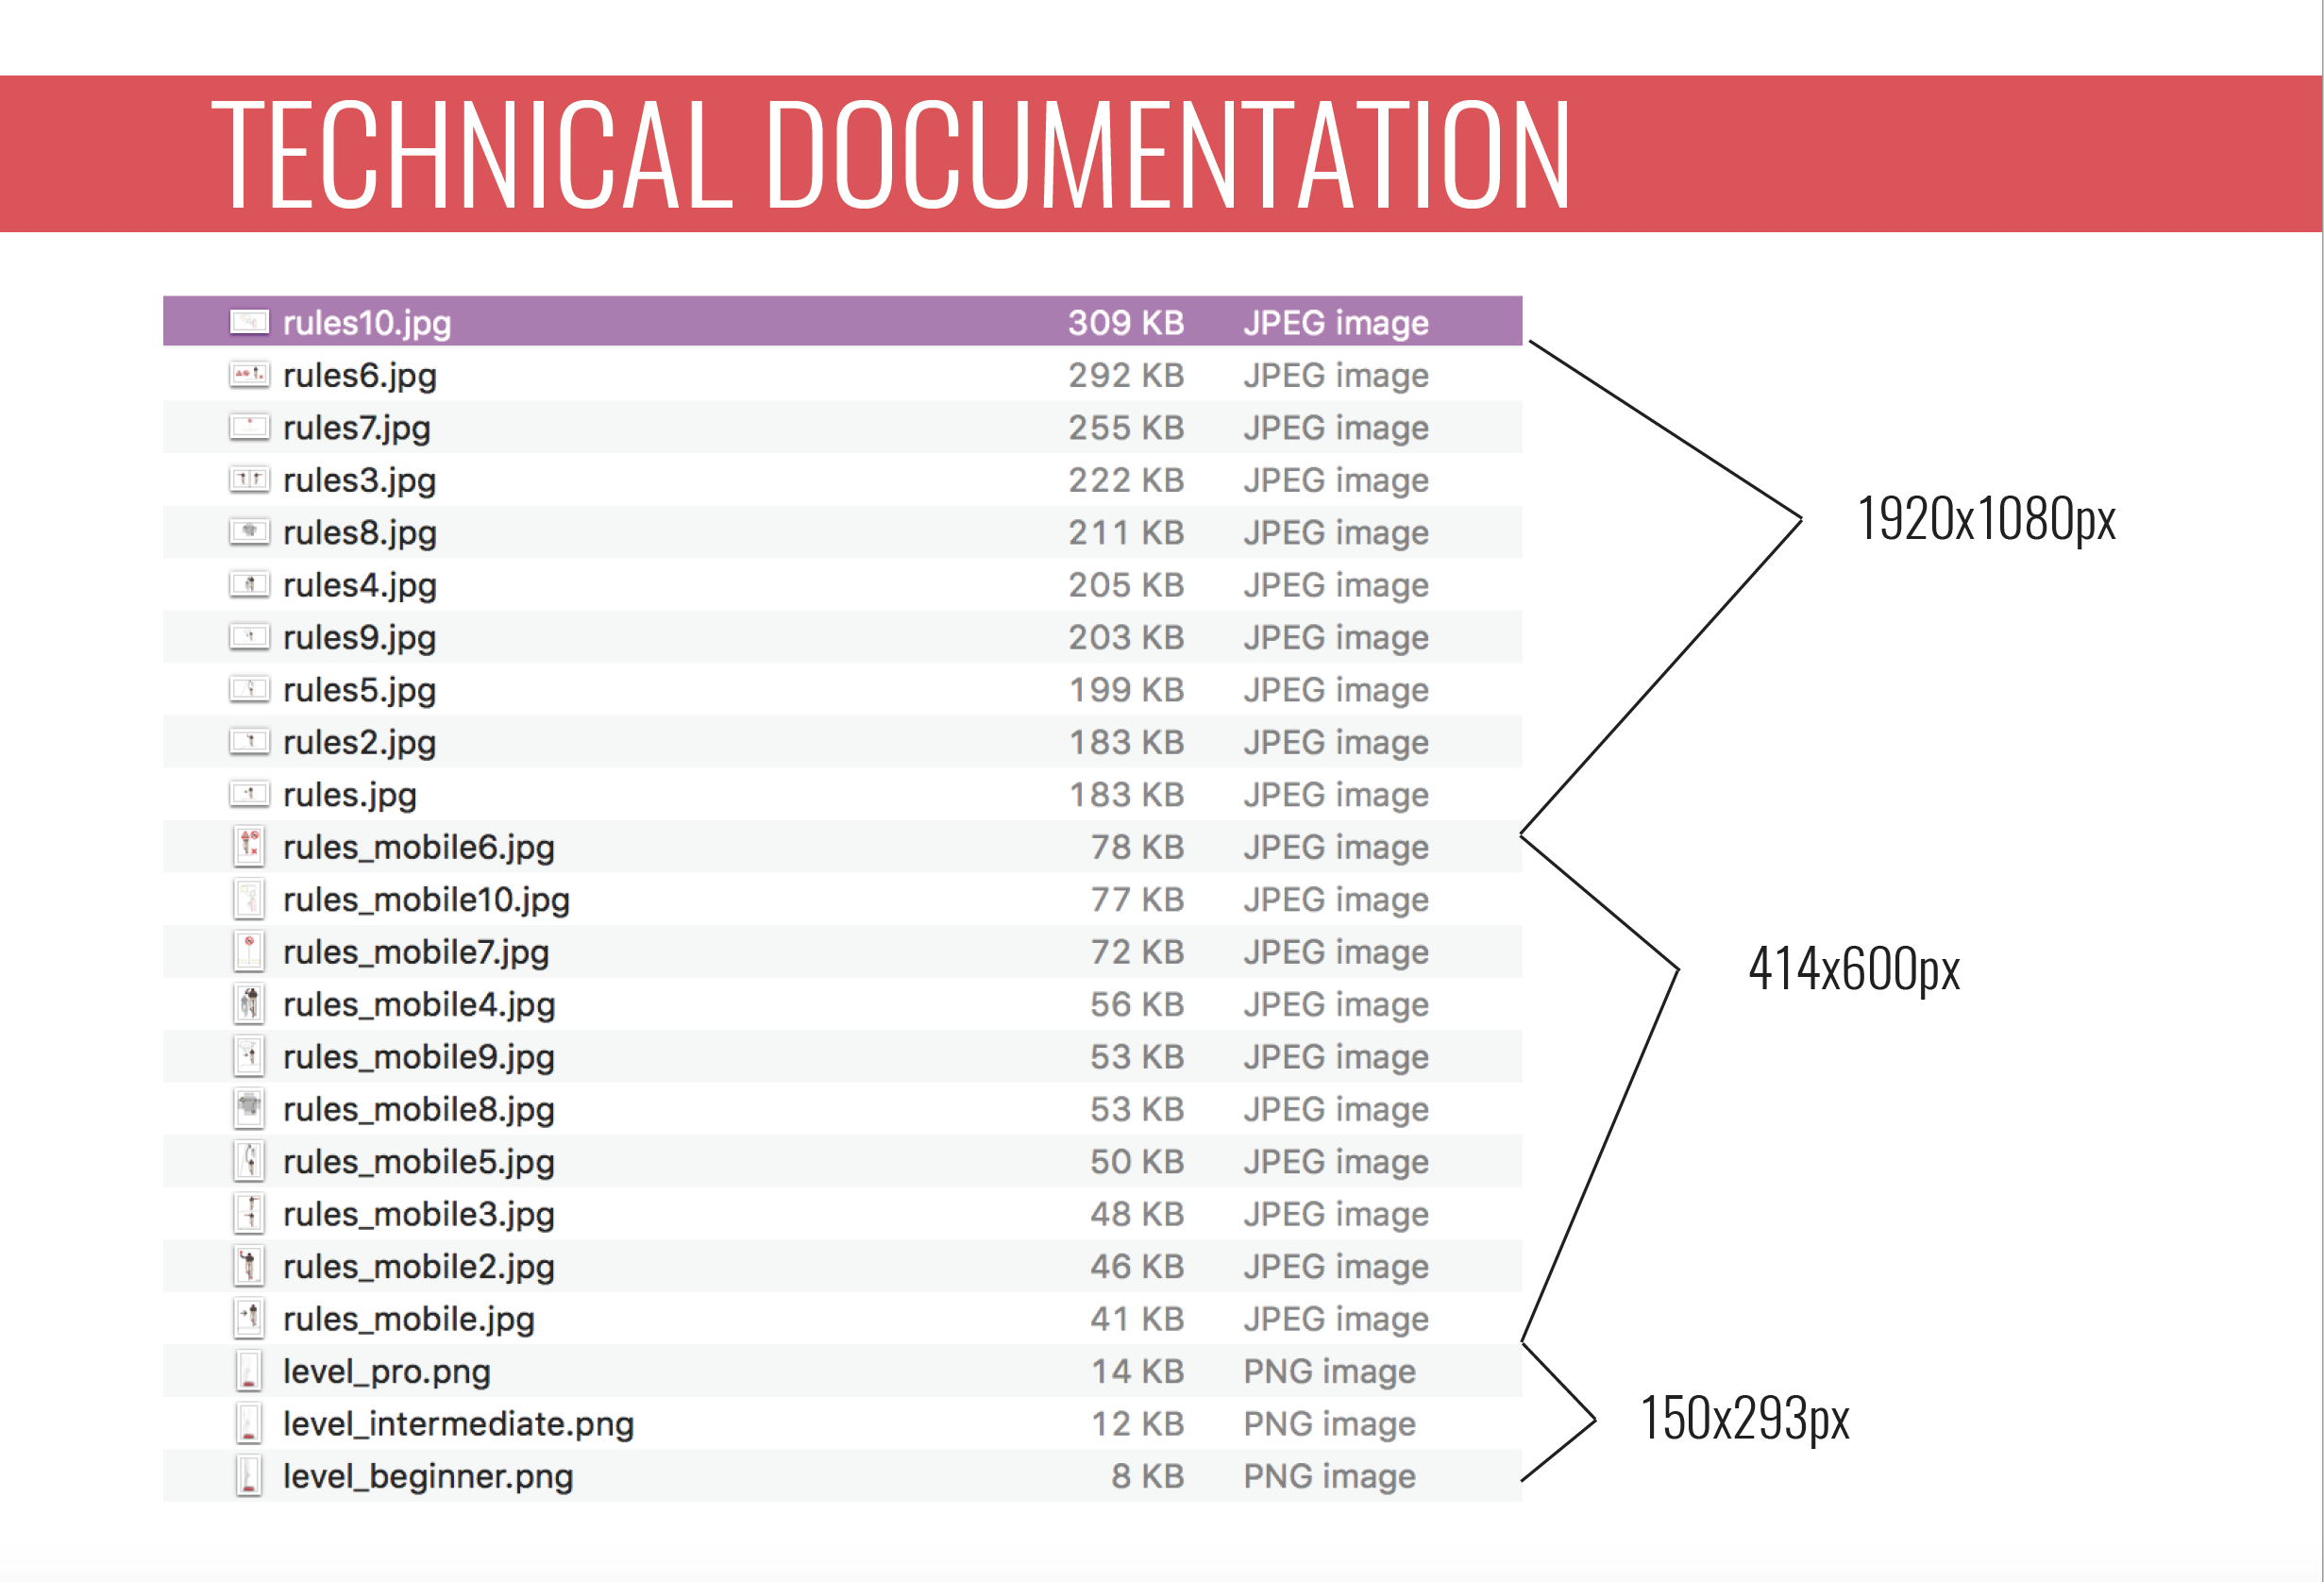 TECHNICAL DOCUMENTATION
rules10.jpg 309 KB JPEG image
rules6.jpg 292 KB JPEG image
rules7.jpg 255 KB JPEG image
rules3.jpg 222 KB JPEG image
rules8.jpg 211 KB JPEG image
1920x1080px
rules4.jpg 205 KB JPEG image
rules9.jpg 203 KB JPEG image
rules5.jpg 199 KB JPEG image
rules2.jpg 183 KB JPEG image
rules.jpg 183 KB JPEG image
rules_mobile6.jpg 78 KB JPEG image
rules_mobile10.jpg 77 KB JPEG image
rules_mobile7.jpg 72 KB JPEG image
414x600px
rules_mobile4.jpg 56 KB JPEG image
rules_mobile9.jpg 53 KB JPEG image
rules_mobile8.jpg 53 KB JPEG image
rules_mobile5.jpg 50 KB JPEG image
rules_mobile3.jpg 48 KB JPEG image
rules_mobile2.jpg 46 KB JPEG image
rules_mobile.jpg 41 KB JPEG image
level_pro.png 14 KB PNG image
level_intermediate.png 12 KB PNG image
150x293px
level_beginner.png 8 KB PNG image